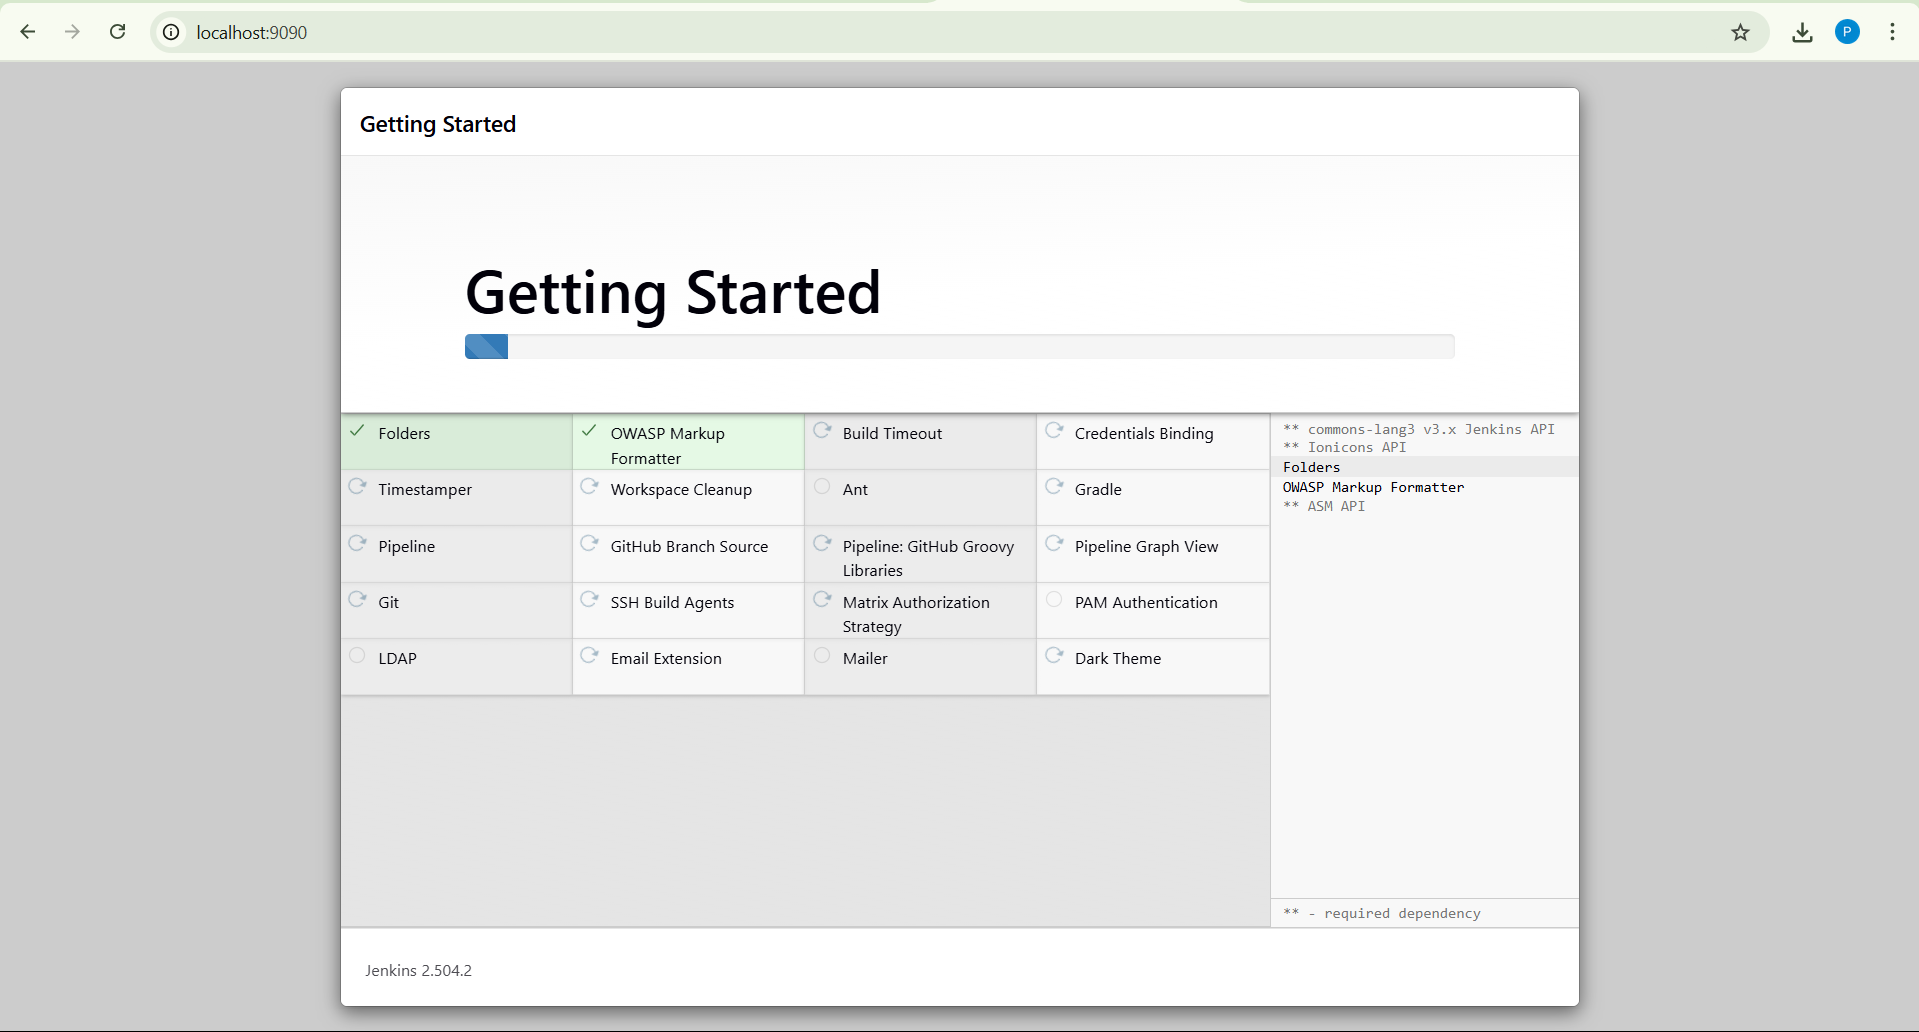 localhost:9090
P
Getting Started
Getting Started
Folders
OWASP Markup
Formatter
Build Timeout
Credentials Binding
Timestamper
Workspace Cleanup
Ant
Gradle
Pipeline
GitHub Branch Source
Pipeline: GitHub Groovy
Libraries
Pipeline Graph View
Git
SSH Build Agents
Matrix Authorization
Strategy
PAM Authentication
LDAP
Email Extension
Mailer
Dark Theme
** commons-lang3 v3.x Jenkins API
** Ionicons API
Folders
OWASP Markup Formatter
** ASM API
** - required dependency
Jenkins 2.504.2